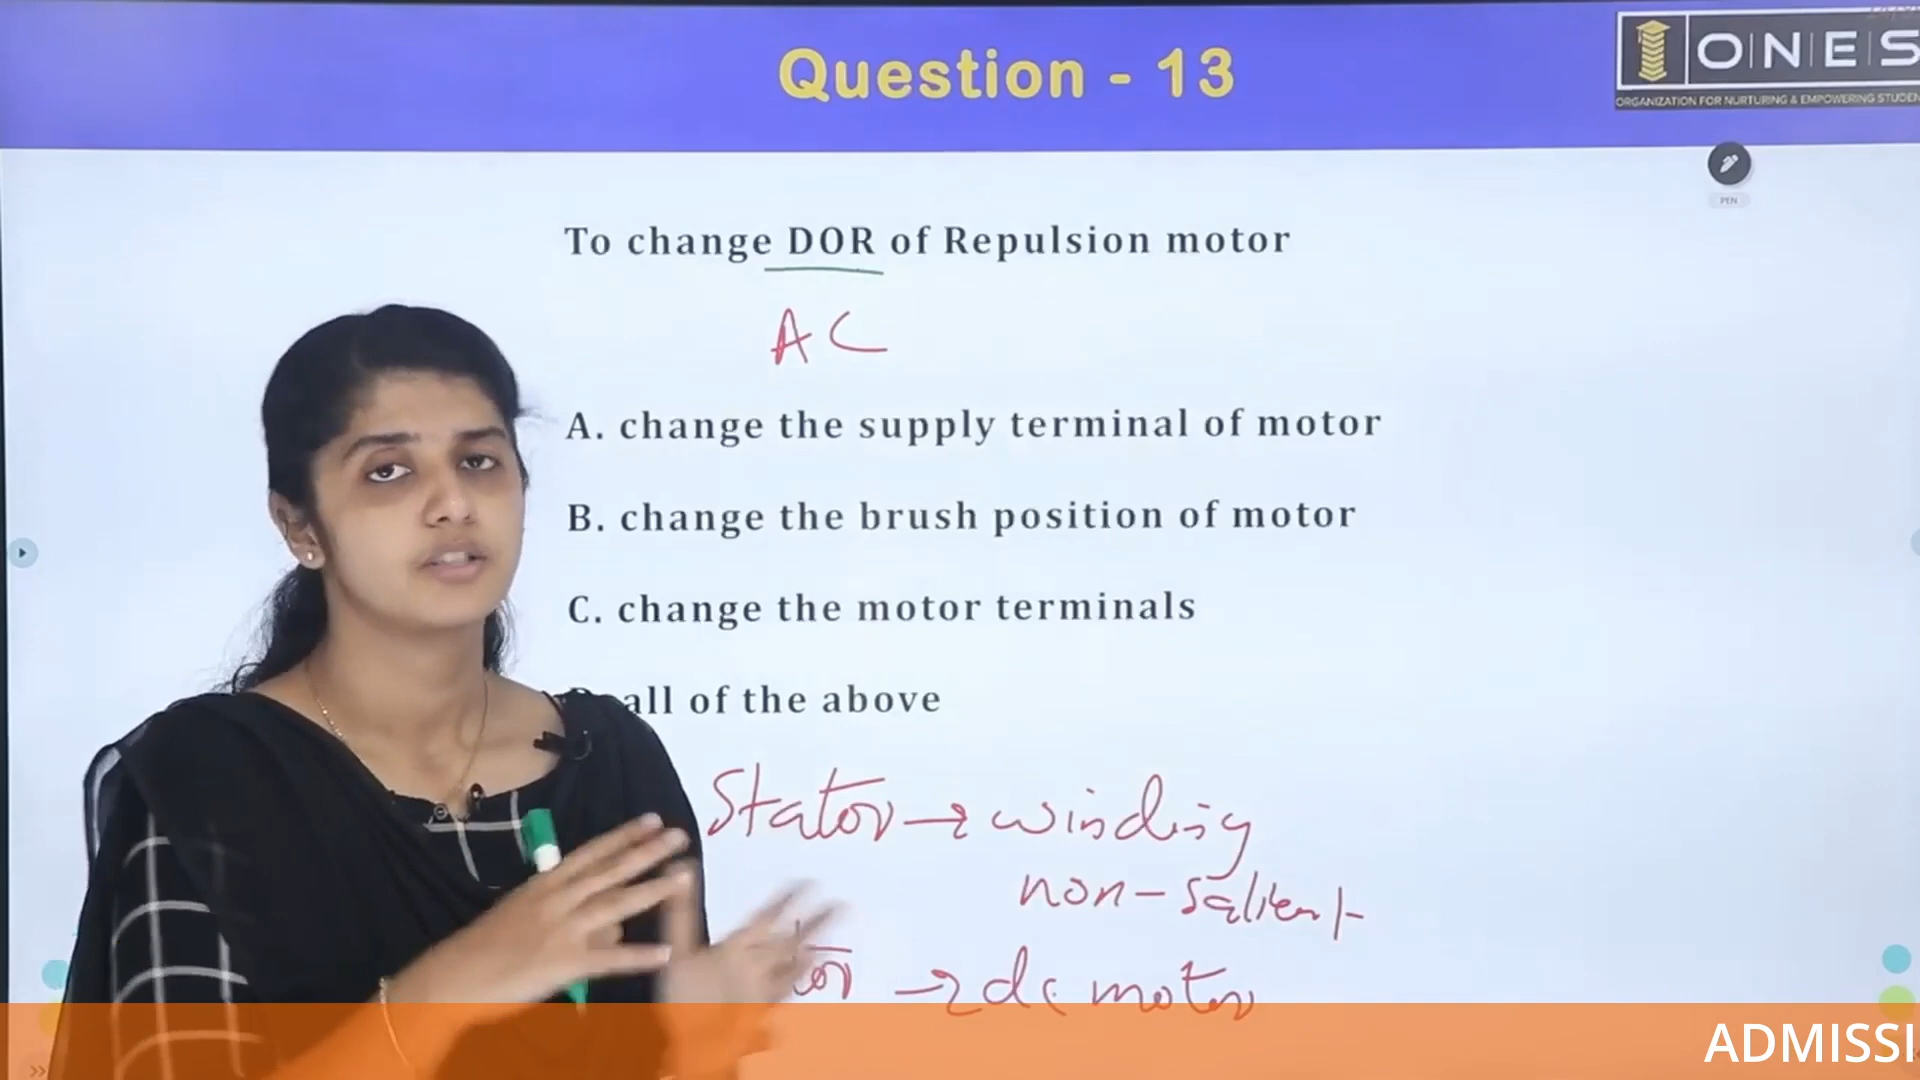 Question - 13
ONES
ORGANIZATION FOR NURTURING & EMPOWERING STUDEN
PEN
To change DOR of Repulsion motor
AC
A. change the supply terminal of motor
B. change the brush position of motor
C. change the motor terminals
all of the above
Stator → winding
non-salient
→ dc motor
ADMISSI